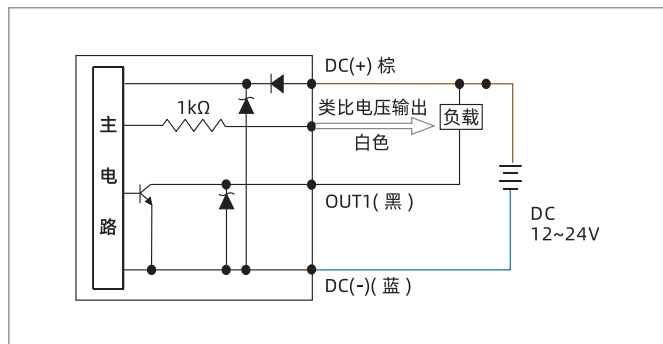 DC(+) 棕
1kΩ
类比电压输出
负载
白色
主
电
路
OUT1( 黑 )
DC
12~24V
DC(-)( 蓝 )